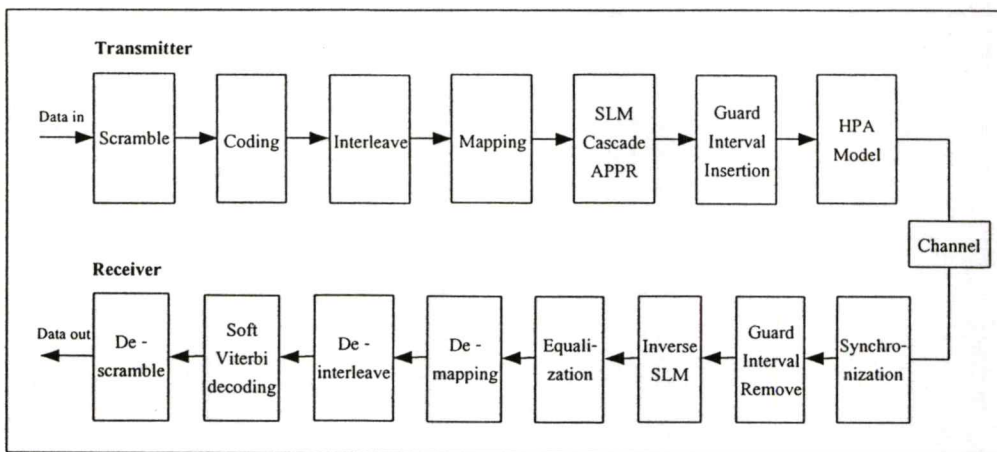 Transmitter
Data in
Scramble
Coding
Interleave
Mapping
SLM
Cascade
APPR
Guard
Interval
Insertion
HPA
Model
Channel
Receiver
Data out
De -
scramble
Soft
Viterbi
decoding
De -
interleave
De -
mapping
Equali-
zation
Inverse
SLM
Guard
Interval
Remove
Synchro-
nization